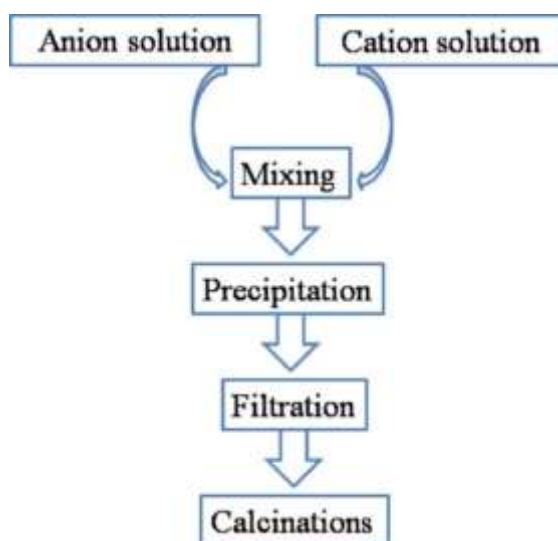 Anion solution
Cation solution
Mixing
Precipitation
Filtration
Calcinations